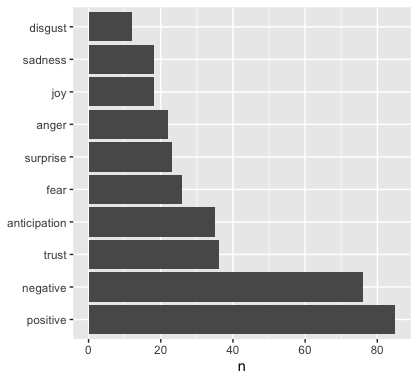 disgust
sadness
joy
anger
surprise
fear
anticipation
trust
negative
positive
0 20 40 60 80
n